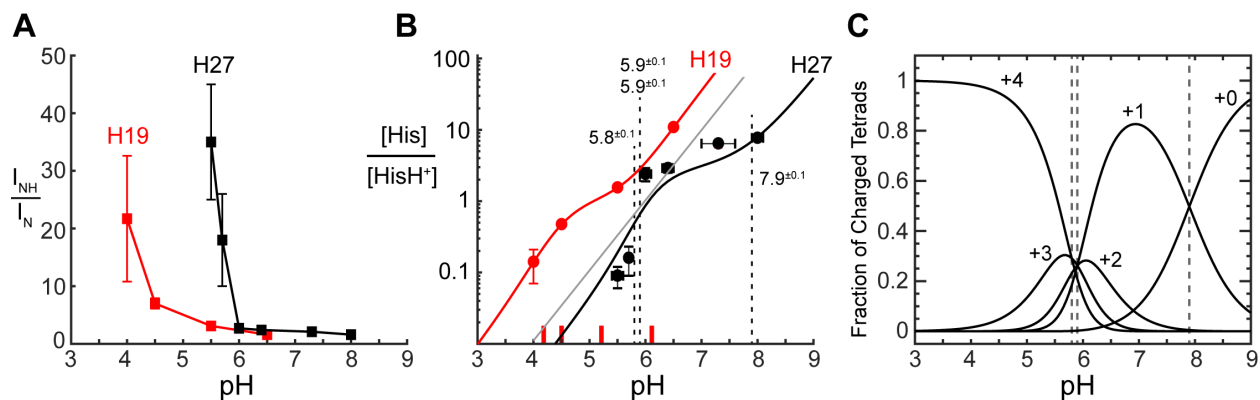 A
50
40
30
20
10
0
I_NH
I_N
H27
H19
3 4 5 6 7 8 9
pH
B
100
10
1
0.1
[His]
[HisH⁺]
5.9±0.1
5.9±0.1
5.8±0.1
7.9±0.1
H19
H27
3 4 5 6 7 8 9
pH
C
Fraction of Charged Tetrads
1
0.8
0.6
0.4
0.2
0
+4
+1
+0
+3
+2
3 4 5 6 7 8 9
pH